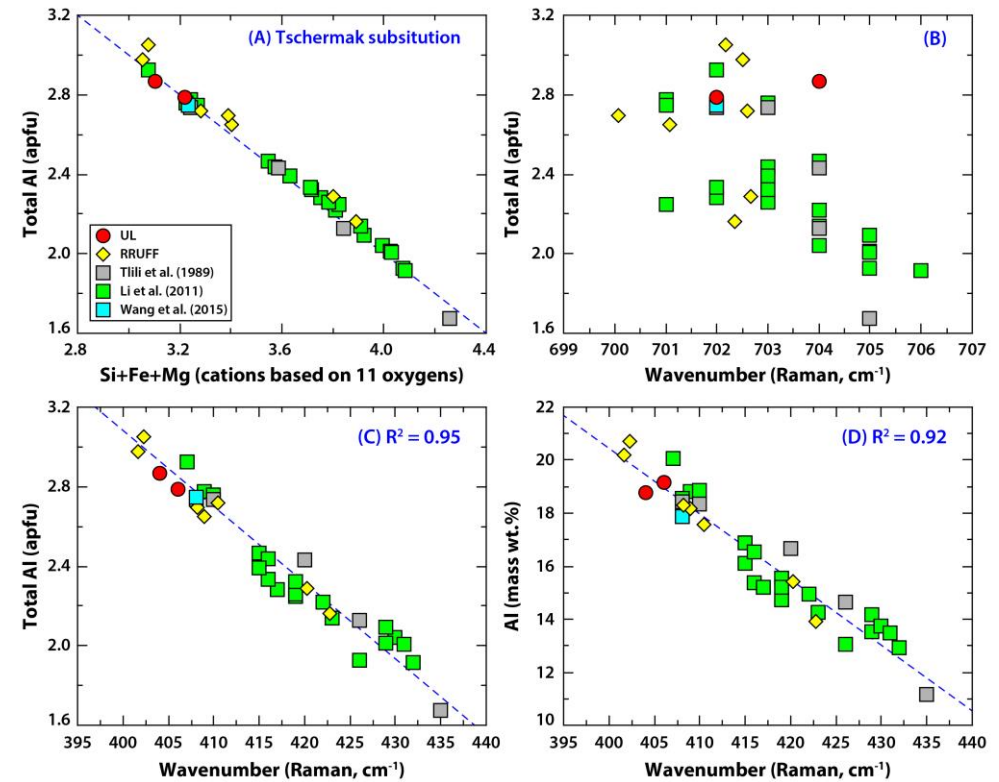 3.2
2.8
2.4
2.0
1.6
Total Al (apfu)
(A) Tschermak subsitution
UL
RRUFF
Tlili et al. (1989)
Li et al. (2011)
Wang et al. (2015)
2.8 3.2 3.6 4.0 4.4
Si+Fe+Mg (cations based on 11 oxygens)
3.2
2.8
2.4
2.0
1.6
Total Al (apfu)
(B)
699 700 701 702 703 704 705 706 707
Wavenumber (Raman, cm⁻¹)
3.2
2.8
2.4
2.0
1.6
Total Al (apfu)
(C) R² = 0.95
395 400 405 410 415 420 425 430 435 440
Wavenumber (Raman, cm⁻¹)
22
20
18
16
14
12
10
Al (mass wt.%)
(D) R² = 0.92
395 400 405 410 415 420 425 430 435 440
Wavenumber (Raman, cm⁻¹)